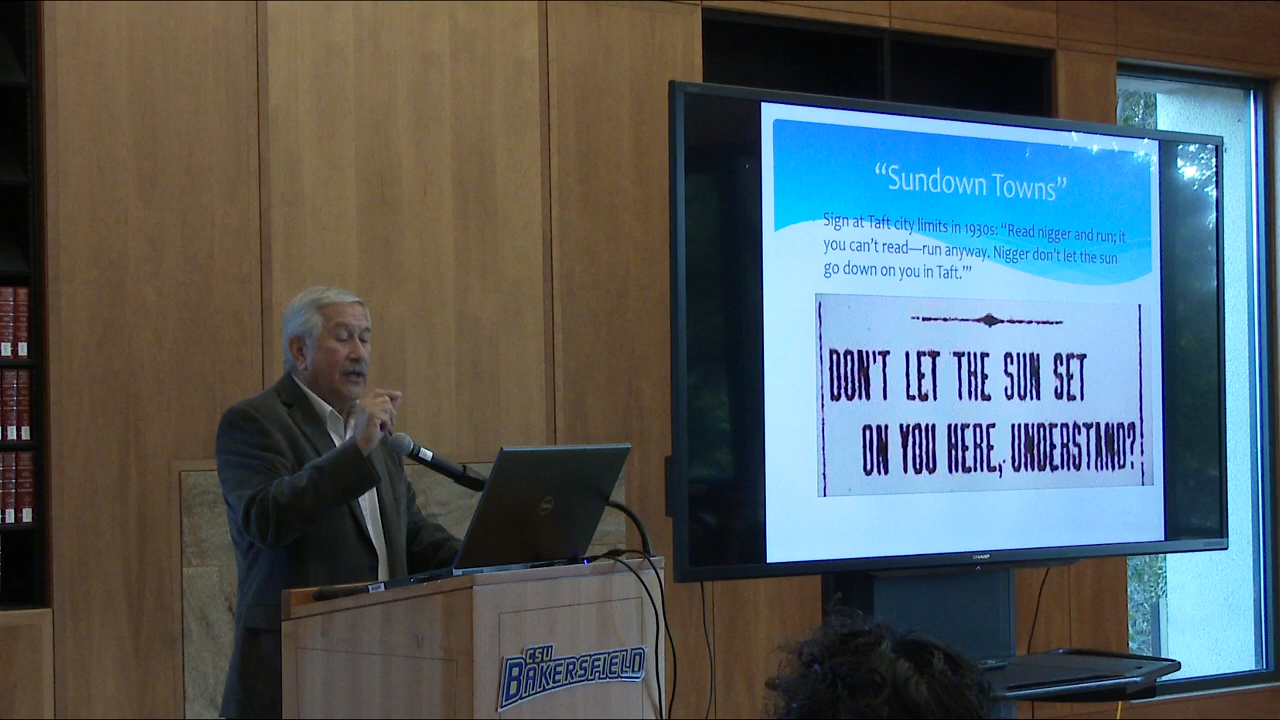 “Sundown Towns”
Sign at Taft city limits in 1930s: “Read nigger and run; it
you can’t read—run anyway. Nigger don’t let the sun
go down on you in Taft.’”
DON'T LET THE SUN SET
ON YOU HERE, UNDERSTAND?
SHARP
DELL
CSU
BAKERSFIELD